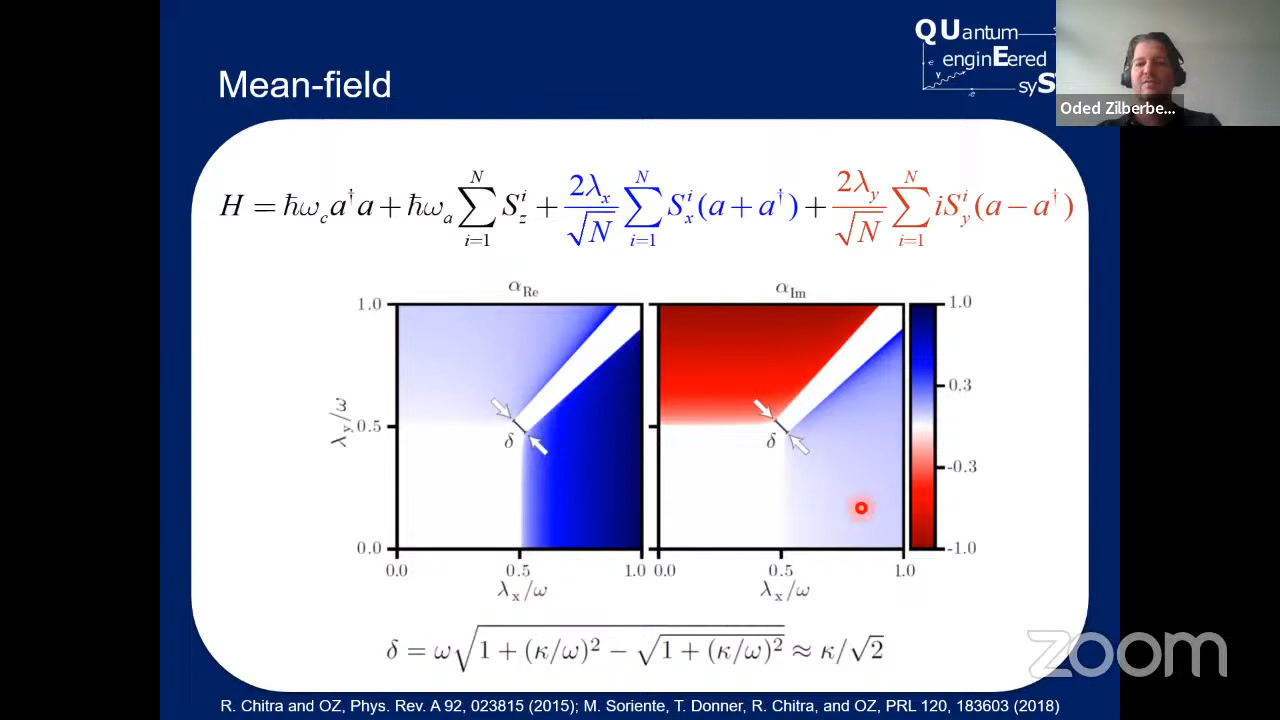 QUantum
enginEered
syS
Oded Zilberbe...
Mean-field
H = ħω_c a†a + ħω_a ∑_{i=1}^{N} S_z^i + 2λ_x/√N ∑_{i=1}^{N} S_x^i (a + a†) + 2λ_y/√N ∑_{i=1}^{N} iS_y^i (a − a†)
α_Re α_Im
1.0 1.0
0.3
λ_y/ω 0.5
δ δ
-0.3
0.0 -1.0
0.0 0.5 1.0 0.0 0.5 1.0
λ_x/ω λ_x/ω
δ = ω√(1 + (κ/ω)² − √(1 + (κ/ω)²)) ≈ κ/√2
zoom
R. Chitra and OZ, Phys. Rev. A 92, 023815 (2015); M. Soriente, T. Donner, R. Chitra, and OZ, PRL 120, 183603 (2018)